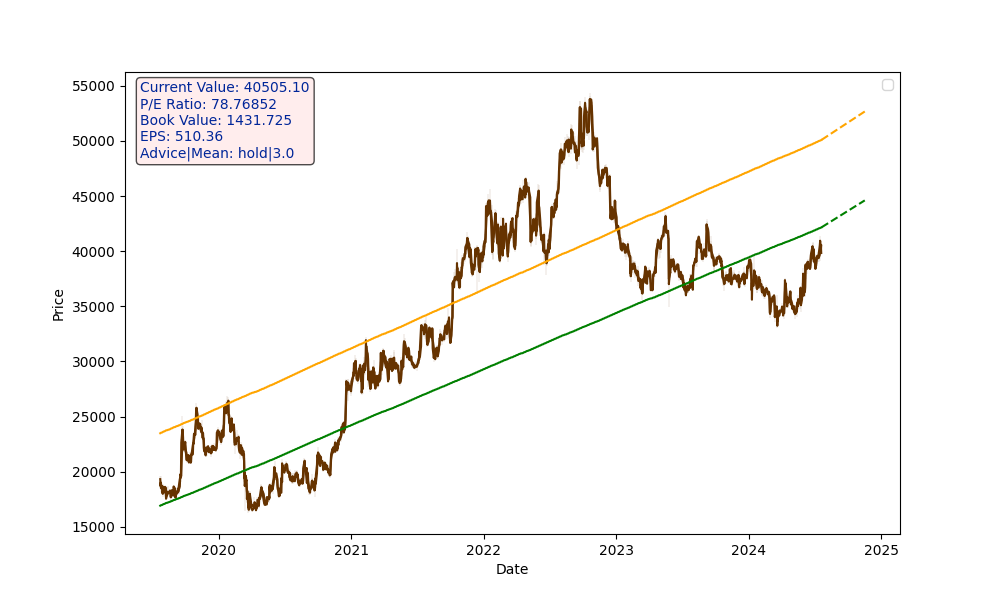 Current Value: 40505.10
P/E Ratio: 78.76852
Book Value: 1431.725
EPS: 510.36
Advice|Mean: hold|3.0
55000
50000
45000
40000
35000
30000
25000
20000
15000
Price
2020 2021 2022 2023 2024 2025
Date